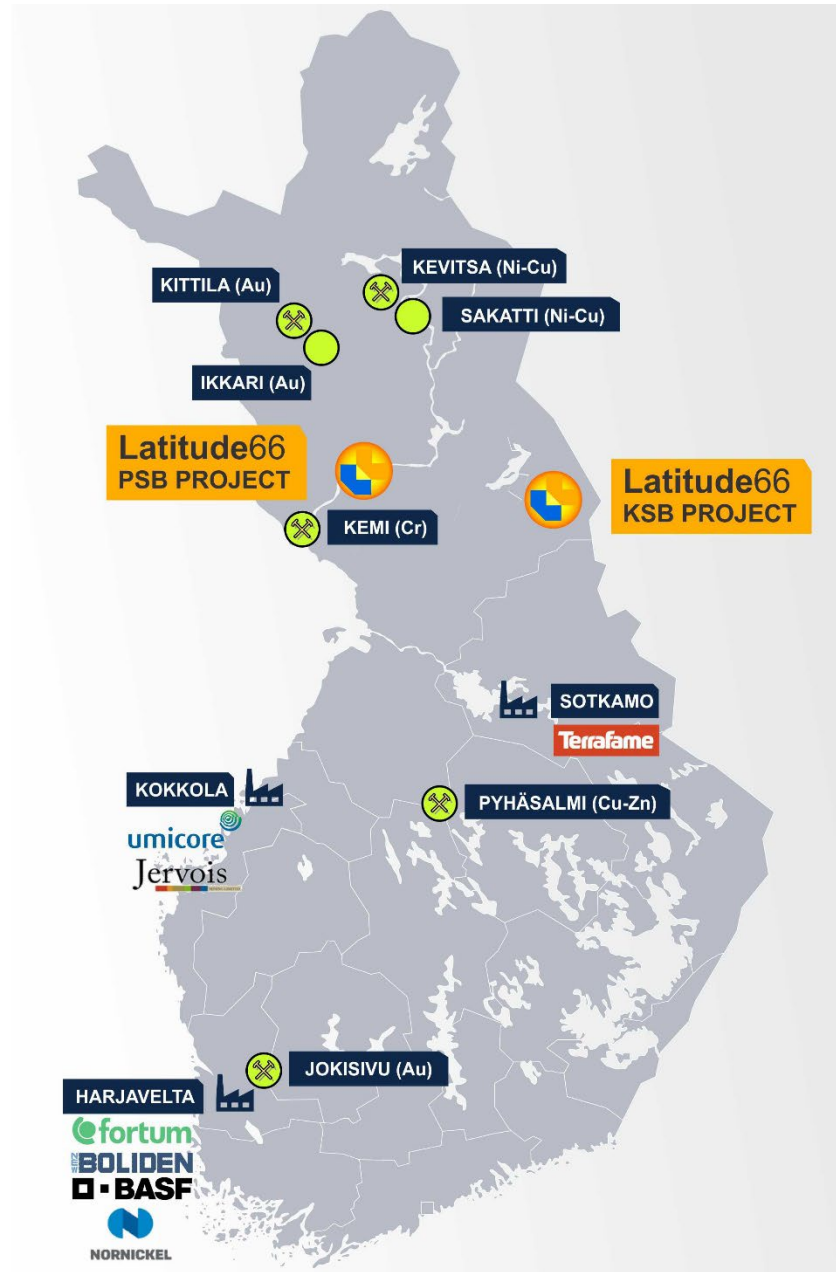 KEVITSA (Ni-Cu)
KITTILA (Au)
SAKATTI (Ni-Cu)
IKKARI (Au)
Latitude66
PSB PROJECT
Latitude66
KSB PROJECT
KEMI (Cr)
SOTKAMO
Terrafame
KOKKOLA
PYHÄSALMI (Cu-Zn)
umicore
Jervois
JOKISIVU (Au)
HARJAVELTA
fortum
NEW BOLIDEN
BASF
NORNICKEL